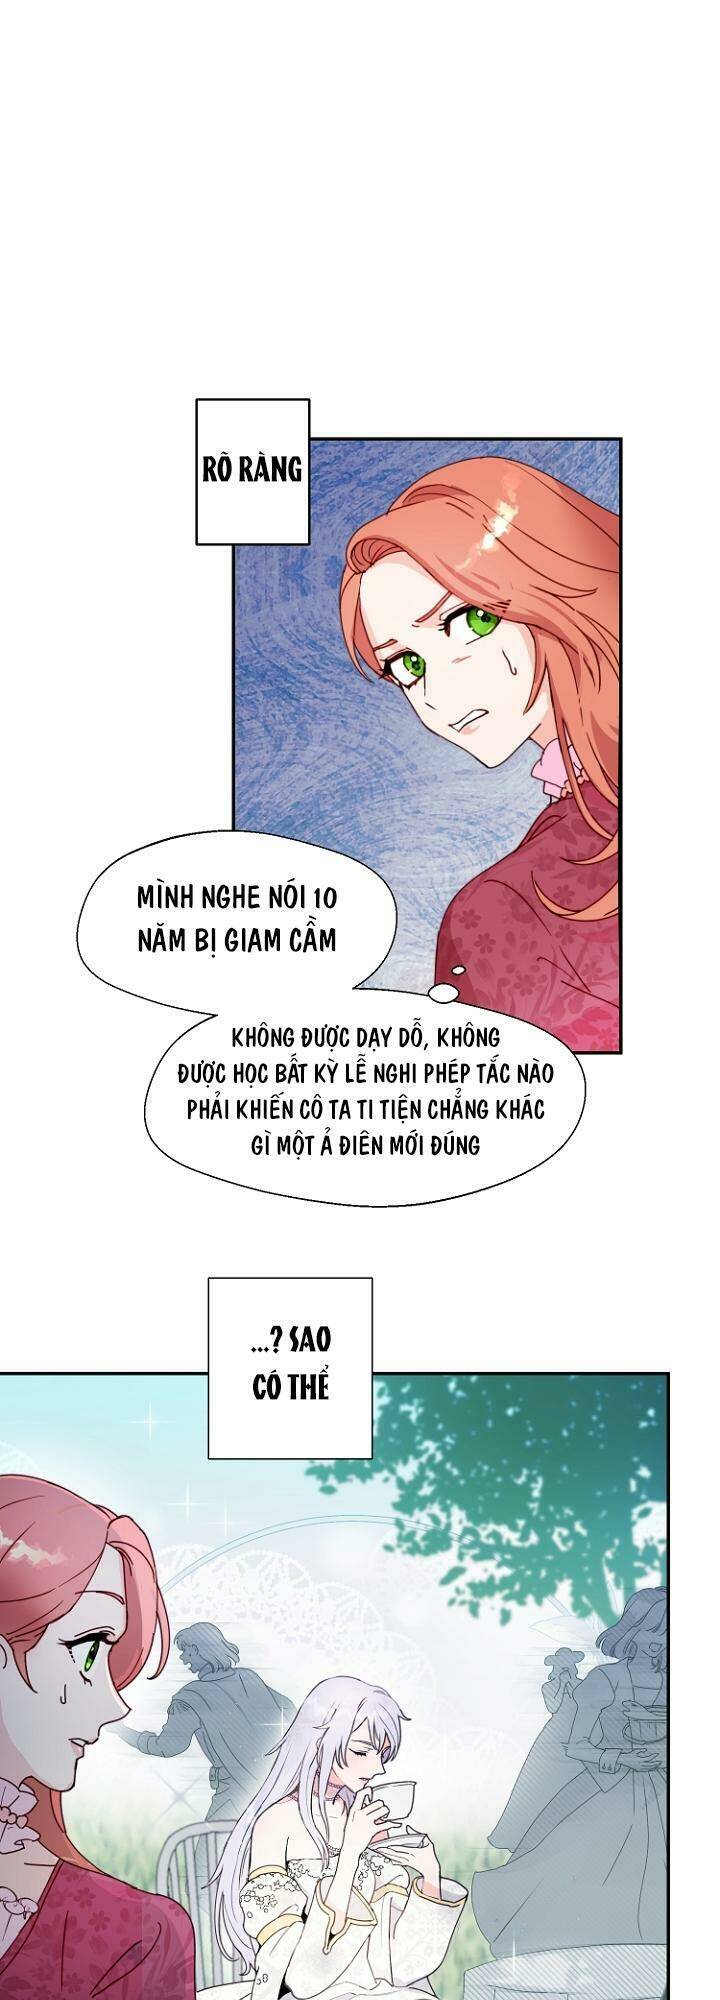 RÕ RÀNG
MÌNH NGHE NÓI 10
NĂM BỊ GIAM CẦM
KHÔNG ĐƯỢC DẠY DỖ, KHÔNG
ĐƯỢC HỌC BẤT KỲ LỄ NGHI PHÉP TẮC NÀO
PHẢI KHIẾN CÔ TA TI TIỆN CHẲNG KHÁC
GÌ MỘT Ả ĐIÊN MỚI ĐÚNG
...? SAO
CÓ THỂ